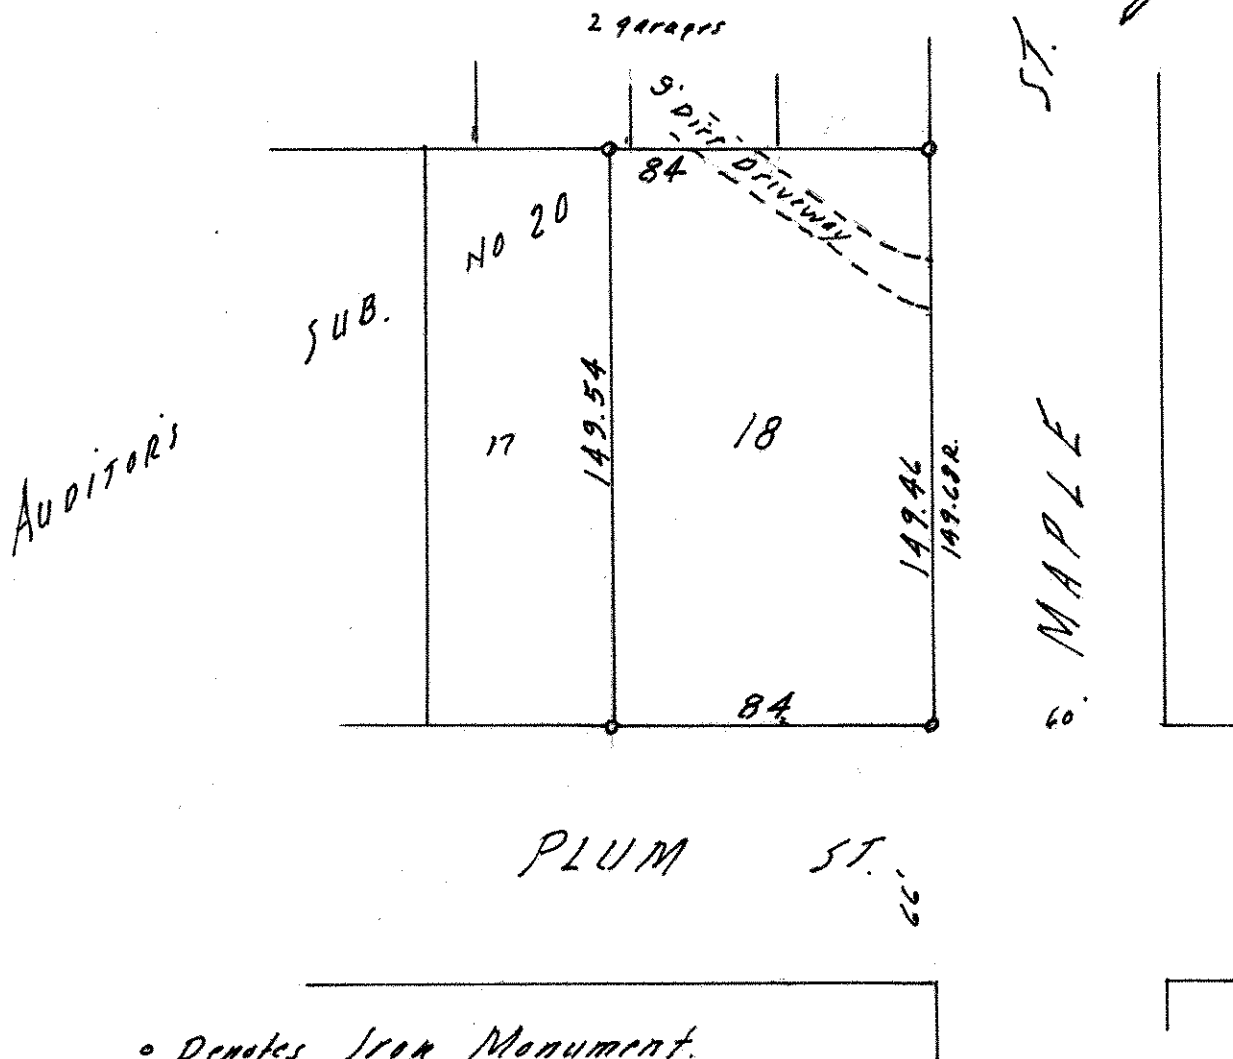 2 garages
ST.
9' Dirt Driveway
84
NO 20
SUB.
AUDITOR'S
149.54
17
18
149.46
149.68 R.
MAPLE
60'
84
PLUM ST. 66'
° Denotes Iron Monument.